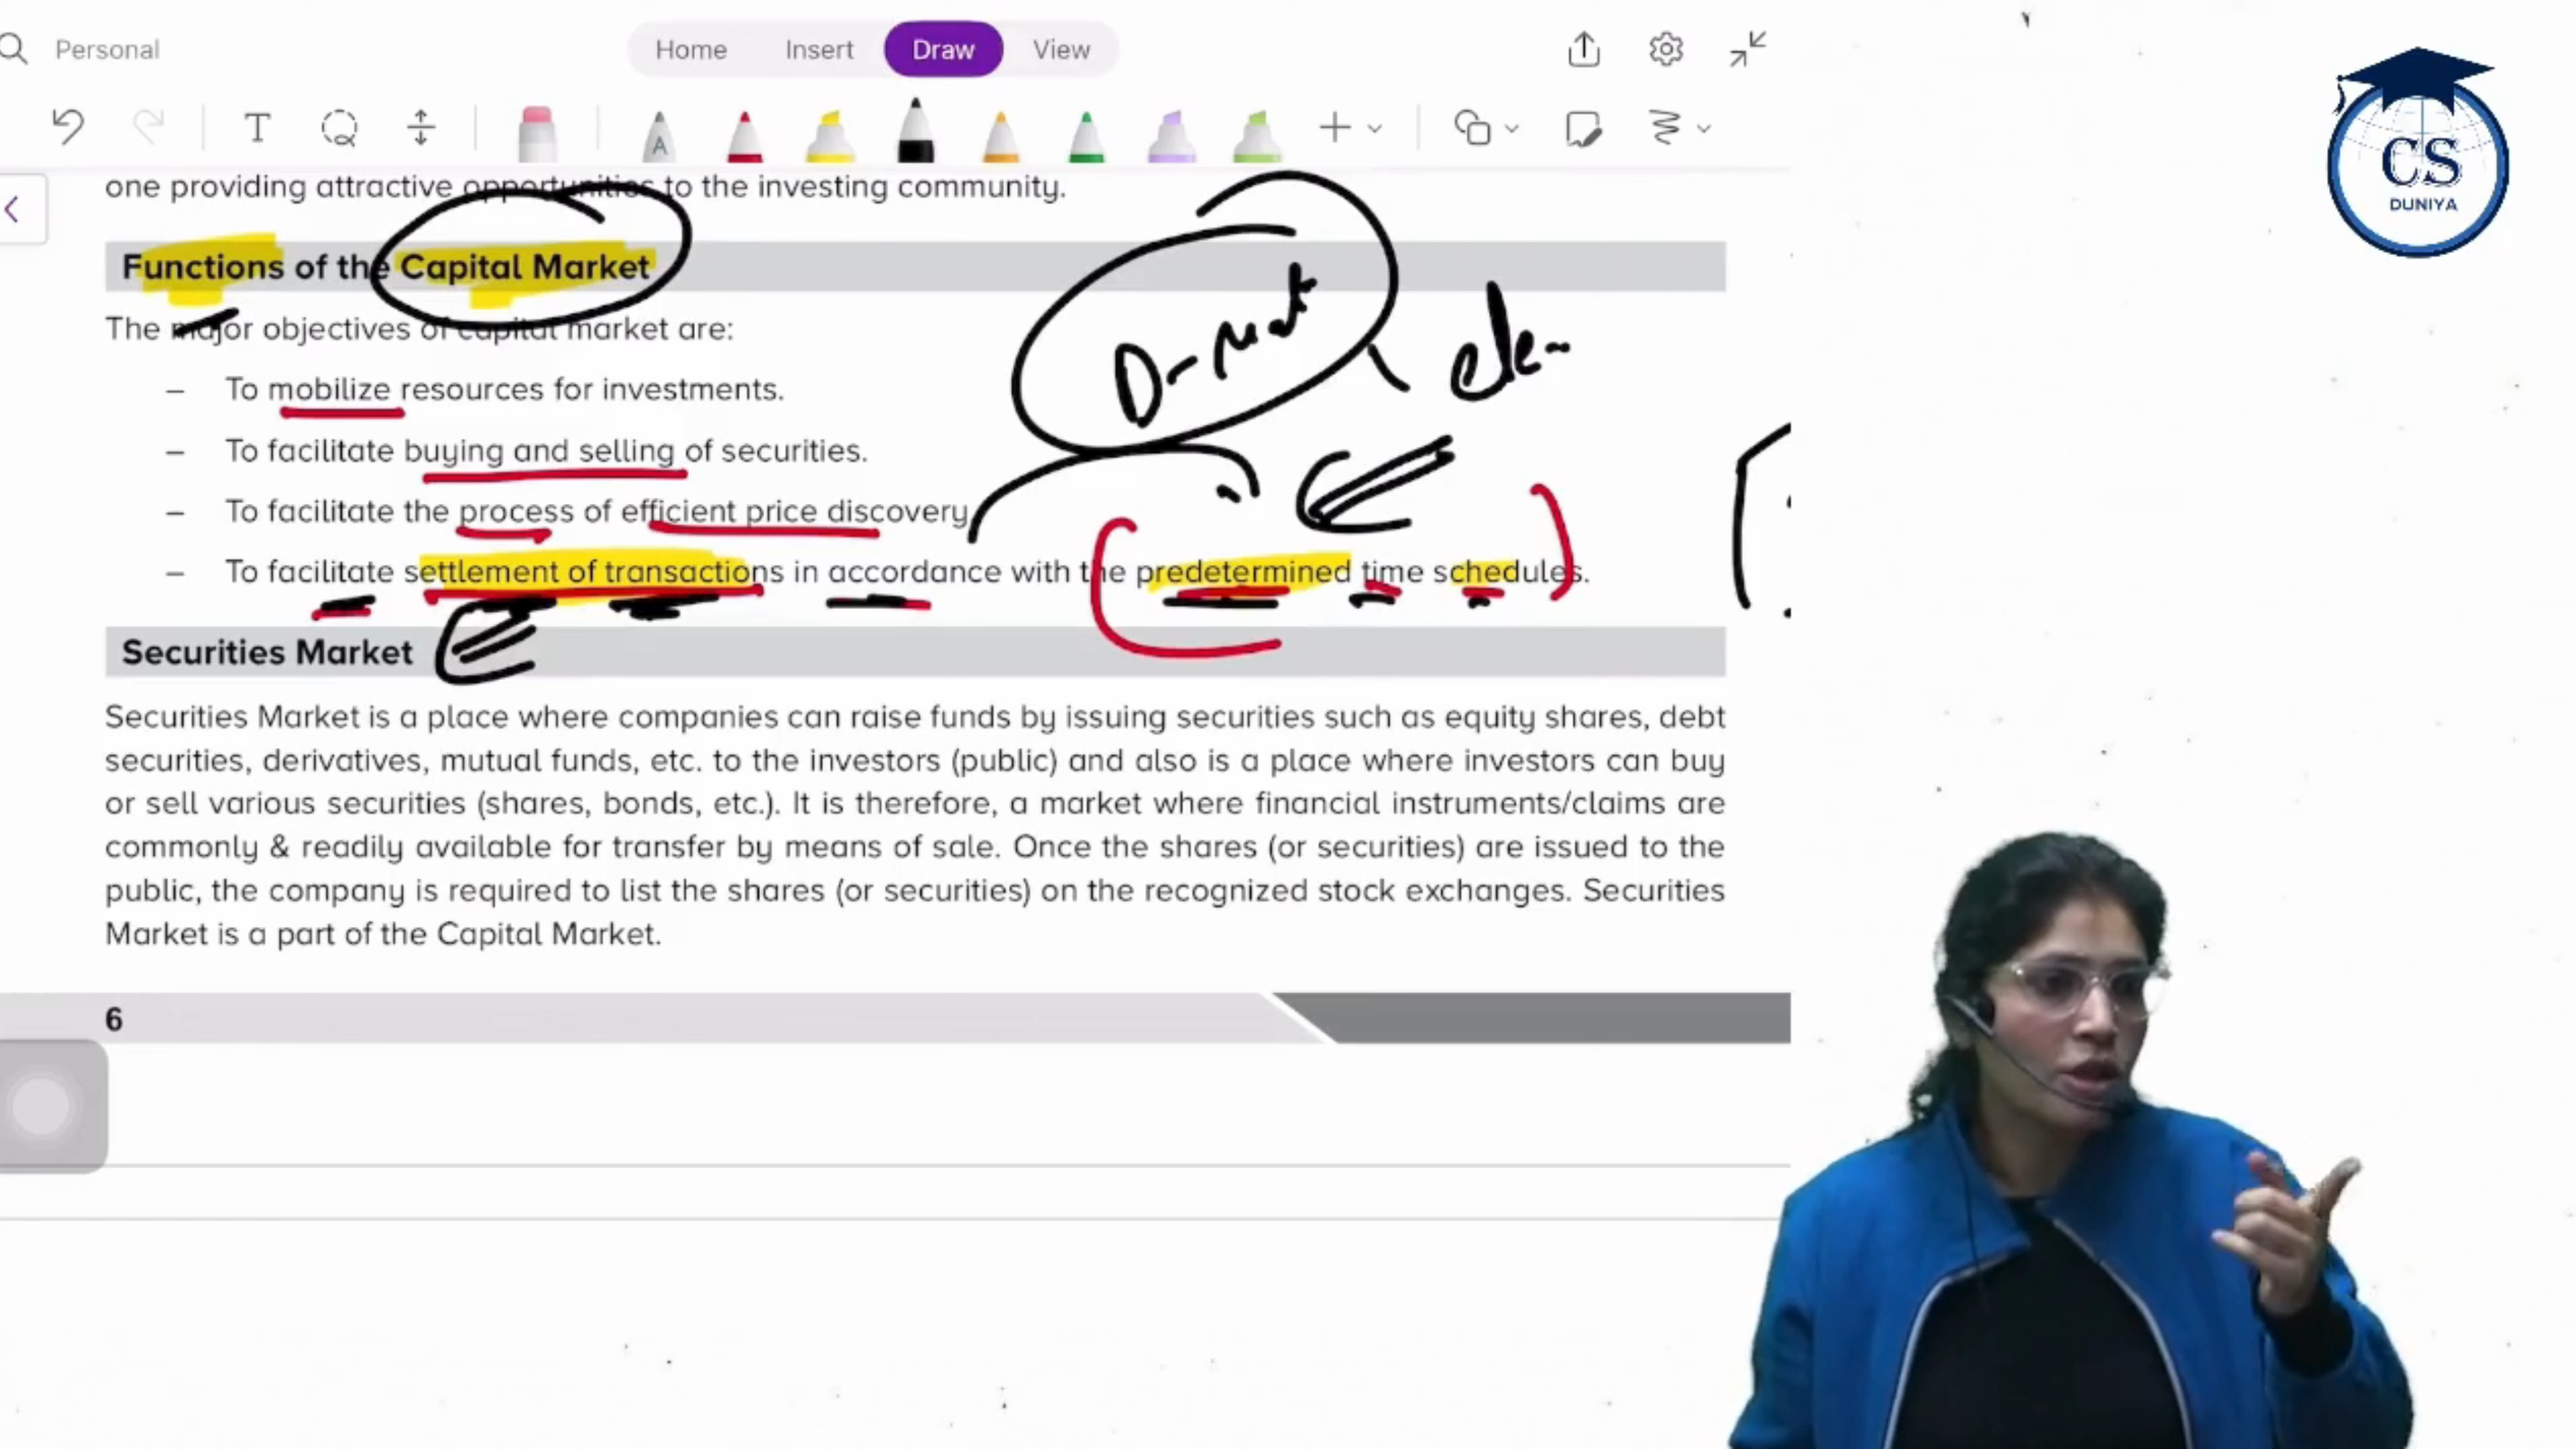 Personal
Home Insert Draw View
T
A
CS
DUNIYA
one providing attractive opportunities to the investing community.
Functions of the Capital Market
The major objectives of capital market are:
– To mobilize resources for investments.
– To facilitate buying and selling of securities.
– To facilitate the process of efficient price discovery
– To facilitate settlement of transactions in accordance with the predetermined time schedules.
D-Mat
ele
Securities Market
Securities Market is a place where companies can raise funds by issuing securities such as equity shares, debt
securities, derivatives, mutual funds, etc. to the investors (public) and also is a place where investors can buy
or sell various securities (shares, bonds, etc.). It is therefore, a market where financial instruments/claims are
commonly & readily available for transfer by means of sale. Once the shares (or securities) are issued to the
public, the company is required to list the shares (or securities) on the recognized stock exchanges. Securities
Market is a part of the Capital Market.
6